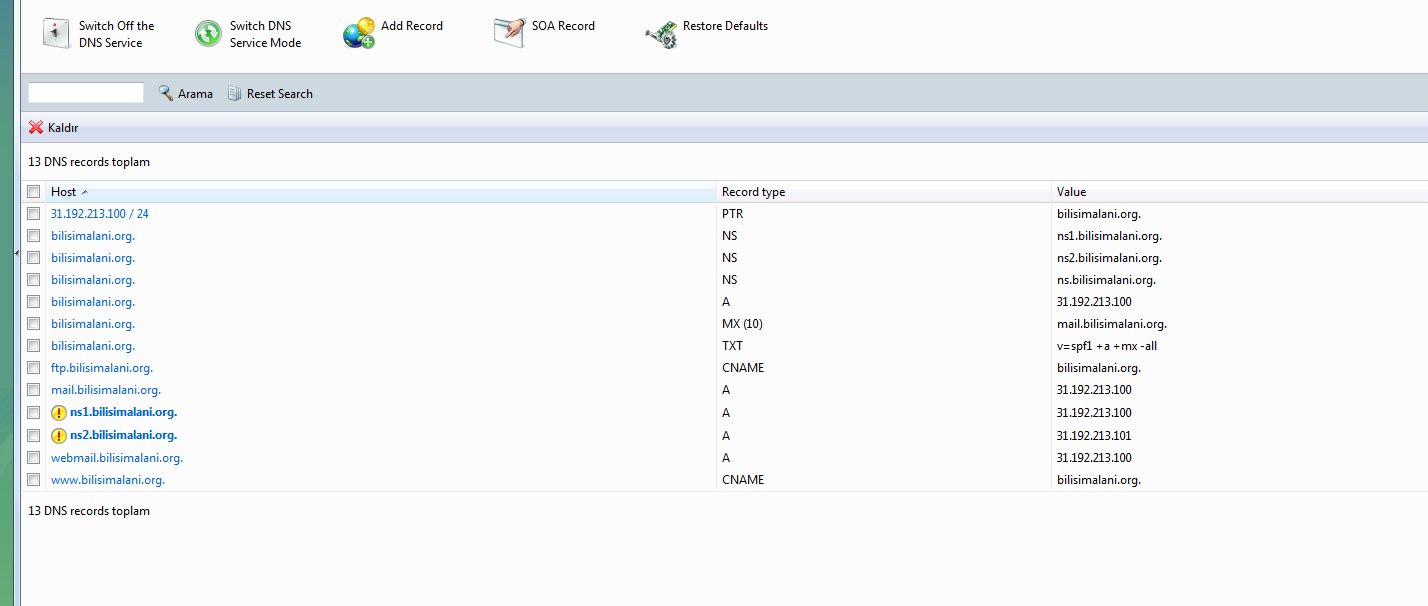 Switch Off the
DNS Service
Switch DNS
Service Mode
Add Record
SOA Record
Restore Defaults
Arama
Reset Search
Kaldır
13 DNS records toplam
Host Record type Value
31.192.213.100 / 24 PTR bilisimalani.org.
bilisimalani.org. NS ns1.bilisimalani.org.
bilisimalani.org. NS ns2.bilisimalani.org.
bilisimalani.org. NS ns.bilisimalani.org.
bilisimalani.org. A 31.192.213.100
bilisimalani.org. MX (10) mail.bilisimalani.org.
bilisimalani.org. TXT v=spf1 +a +mx -all
ftp.bilisimalani.org. CNAME bilisimalani.org.
mail.bilisimalani.org. A 31.192.213.100
ns1.bilisimalani.org. A 31.192.213.100
ns2.bilisimalani.org. A 31.192.213.101
webmail.bilisimalani.org. A 31.192.213.100
www.bilisimalani.org. CNAME bilisimalani.org.
13 DNS records toplam